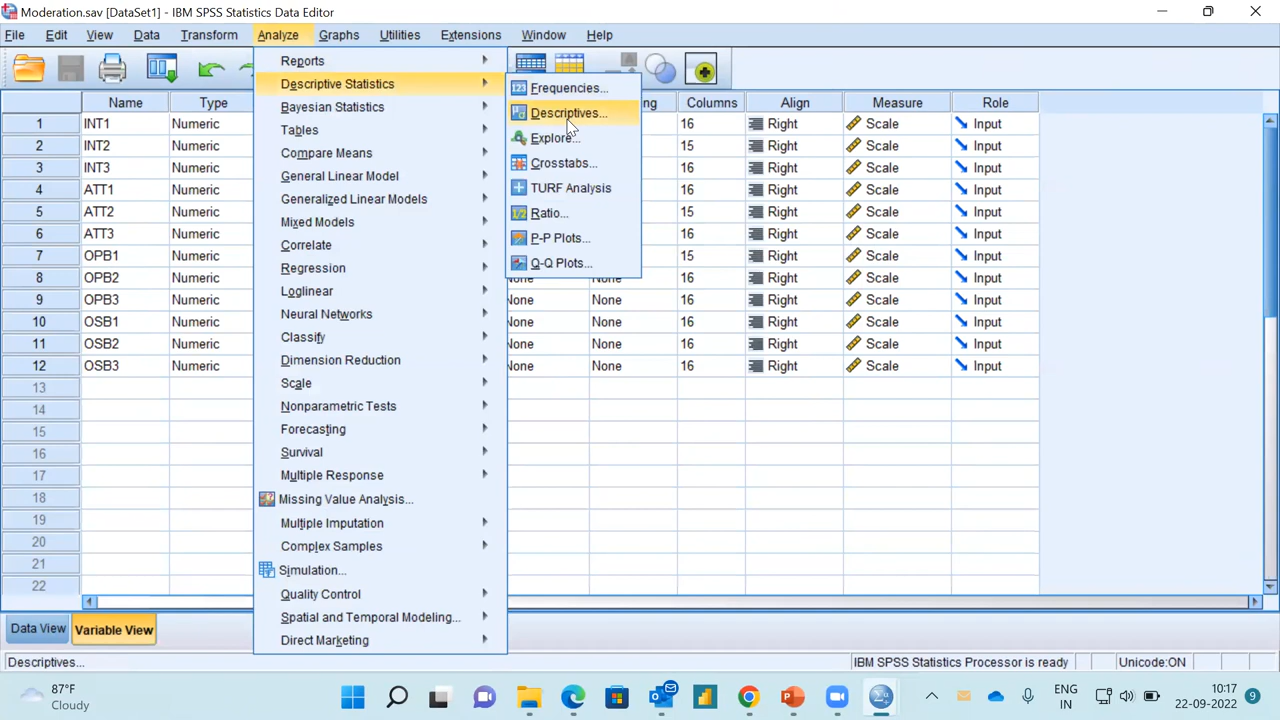 Moderation.sav [DataSet1] - IBM SPSS Statistics Data Editor
File Edit View Data Transform Analyze Graphs Utilities Extensions Window Help
Reports
Descriptive Statistics
Bayesian Statistics
Tables
Compare Means
General Linear Model
Generalized Linear Models
Mixed Models
Correlate
Regression
Loglinear
Neural Networks
Classify
Dimension Reduction
Scale
Nonparametric Tests
Forecasting
Survival
Multiple Response
Missing Value Analysis...
Multiple Imputation
Complex Samples
Simulation...
Quality Control
Spatial and Temporal Modeling...
Direct Marketing
123 Frequencies...
Descriptives...
Explore...
Crosstabs...
TURF Analysis
1/2 Ratio...
P-P Plots...
Q-Q Plots...
Name Type Columns Align Measure Role
1 INT1 Numeric 16 Right Scale Input
2 INT2 Numeric 15 Right Scale Input
3 INT3 Numeric 16 Right Scale Input
4 ATT1 Numeric 16 Right Scale Input
5 ATT2 Numeric 15 Right Scale Input
6 ATT3 Numeric 16 Right Scale Input
7 OPB1 Numeric 15 Right Scale Input
8 OPB2 Numeric None None 16 Right Scale Input
9 OPB3 Numeric None None 16 Right Scale Input
10 OSB1 Numeric None None 16 Right Scale Input
11 OSB2 Numeric None None 16 Right Scale Input
12 OSB3 Numeric None None 16 Right Scale Input
13
14
15
16
17
18
19
20
21
22
Data View Variable View
Descriptives... IBM SPSS Statistics Processor is ready Unicode:ON
87°F
Cloudy
ENG
IN
10:17
22-09-2022
9